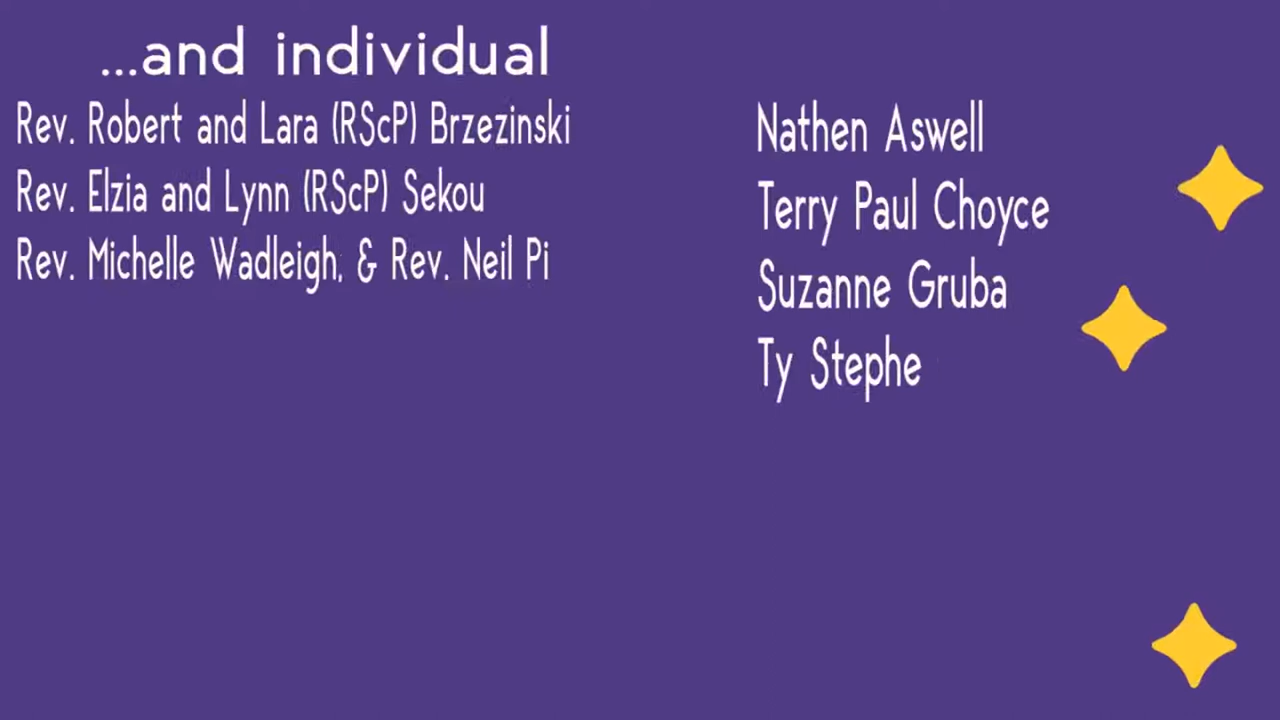 ...and individual
Rev. Robert and Lara (RScP) Brzezinski
Rev. Elzia and Lynn (RScP) Sekou
Rev. Michelle Wadleigh, & Rev. Neil Pi
Nathen Aswell
Terry Paul Choyce
Suzanne Gruba
Ty Stephe